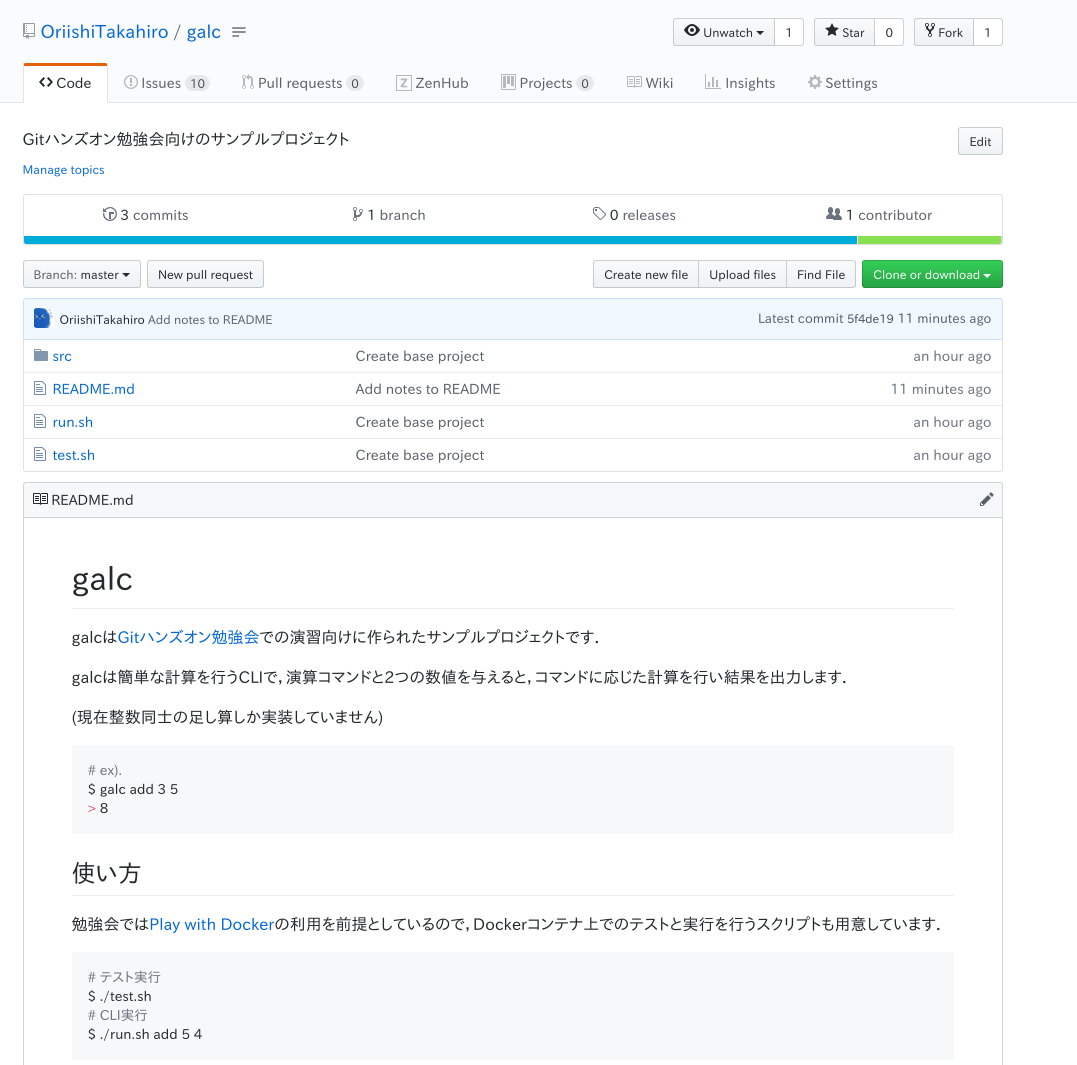 OriishiTakahiro / galc
Unwatch 1 Star 0 Fork 1
Code Issues 10 Pull requests 0 ZenHub Projects 0 Wiki Insights Settings
Gitハンズオン勉強会向けのサンプルプロジェクト
Edit
Manage topics
3 commits 1 branch 0 releases 1 contributor
Branch: master New pull request Create new file Upload files Find File Clone or download
OriishiTakahiro Add notes to README Latest commit 5f4de19 11 minutes ago
src Create base project an hour ago
README.md Add notes to README 11 minutes ago
run.sh Create base project an hour ago
test.sh Create base project an hour ago
README.md
galc
galcはGitハンズオン勉強会での演習向けに作られたサンプルプロジェクトです.
galcは簡単な計算を行うCLIで, 演算コマンドと2つの数値を与えると, コマンドに応じた計算を行い結果を出力します.
(現在整数同士の足し算しか実装していません)
# ex).
$ galc add 3 5
> 8
使い方
勉強会ではPlay with Dockerの利用を前提としているので, Dockerコンテナ上でのテストと実行を行うスクリプトも用意しています.
# テスト実行
$ ./test.sh
# CLI実行
$ ./run.sh add 5 4